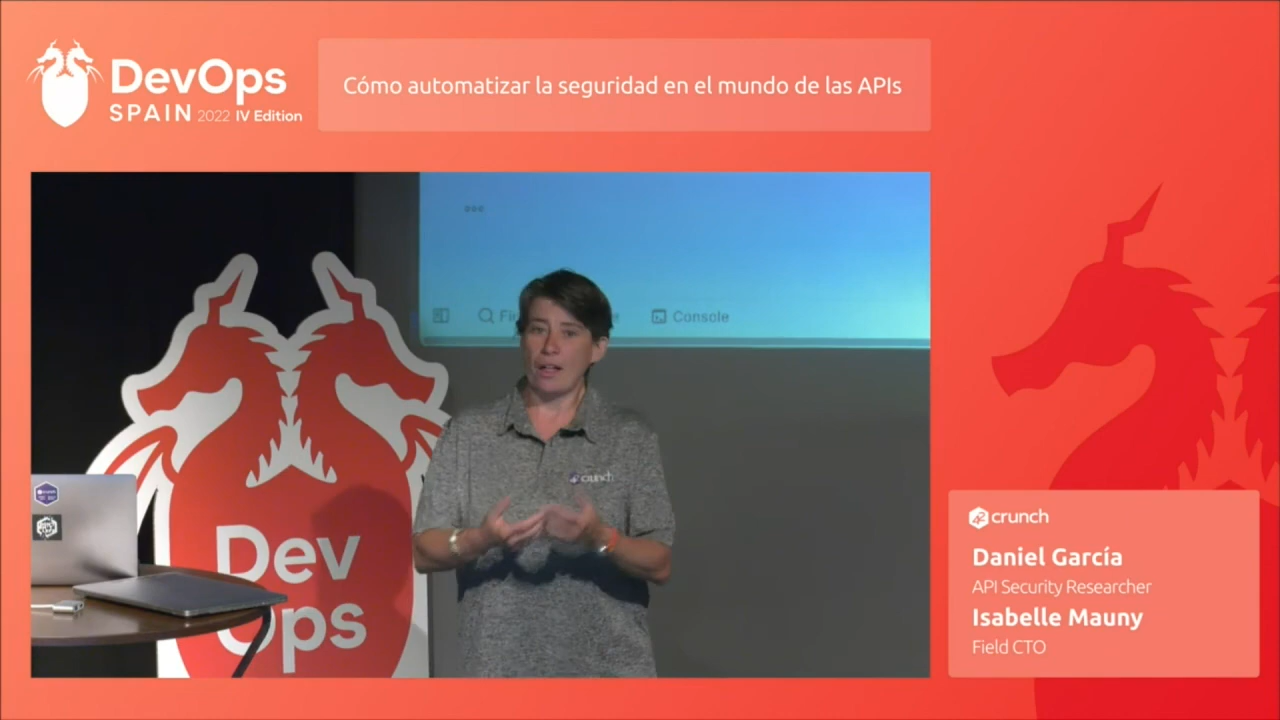 DevOps
SPAIN 2022 IV Edition
Cómo automatizar la seguridad en el mundo de las APIs
Console
crunch
Dev
Ops
42 crunch
Daniel García
API Security Researcher
Isabelle Mauny
Field CTO